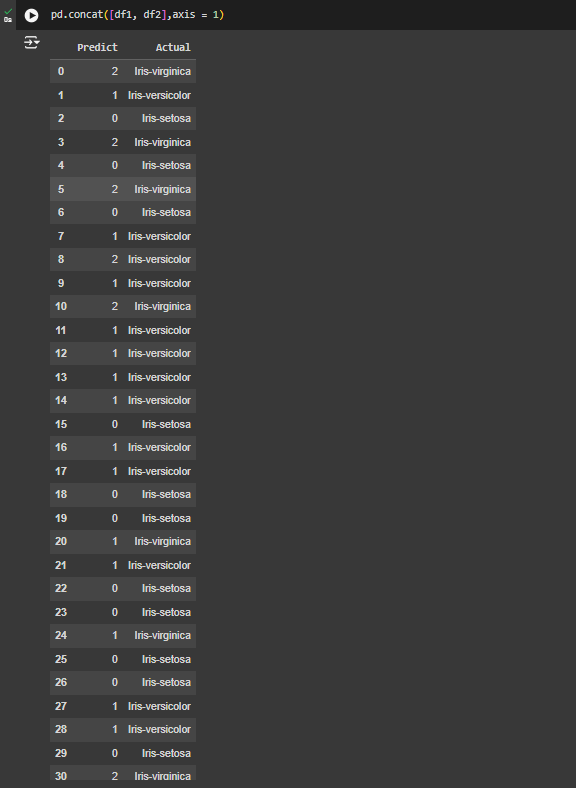 pd.concat([df1, df2],axis = 1)
0s
Predict Actual
0 2 Iris-virginica
1 1 Iris-versicolor
2 0 Iris-setosa
3 2 Iris-virginica
4 0 Iris-setosa
5 2 Iris-virginica
6 0 Iris-setosa
7 1 Iris-versicolor
8 2 Iris-versicolor
9 1 Iris-versicolor
10 2 Iris-virginica
11 1 Iris-versicolor
12 1 Iris-versicolor
13 1 Iris-versicolor
14 1 Iris-versicolor
15 0 Iris-setosa
16 1 Iris-versicolor
17 1 Iris-versicolor
18 0 Iris-setosa
19 0 Iris-setosa
20 1 Iris-virginica
21 1 Iris-versicolor
22 0 Iris-setosa
23 0 Iris-setosa
24 1 Iris-virginica
25 0 Iris-setosa
26 0 Iris-setosa
27 1 Iris-versicolor
28 1 Iris-versicolor
29 0 Iris-setosa
30 2 Iris-virginica